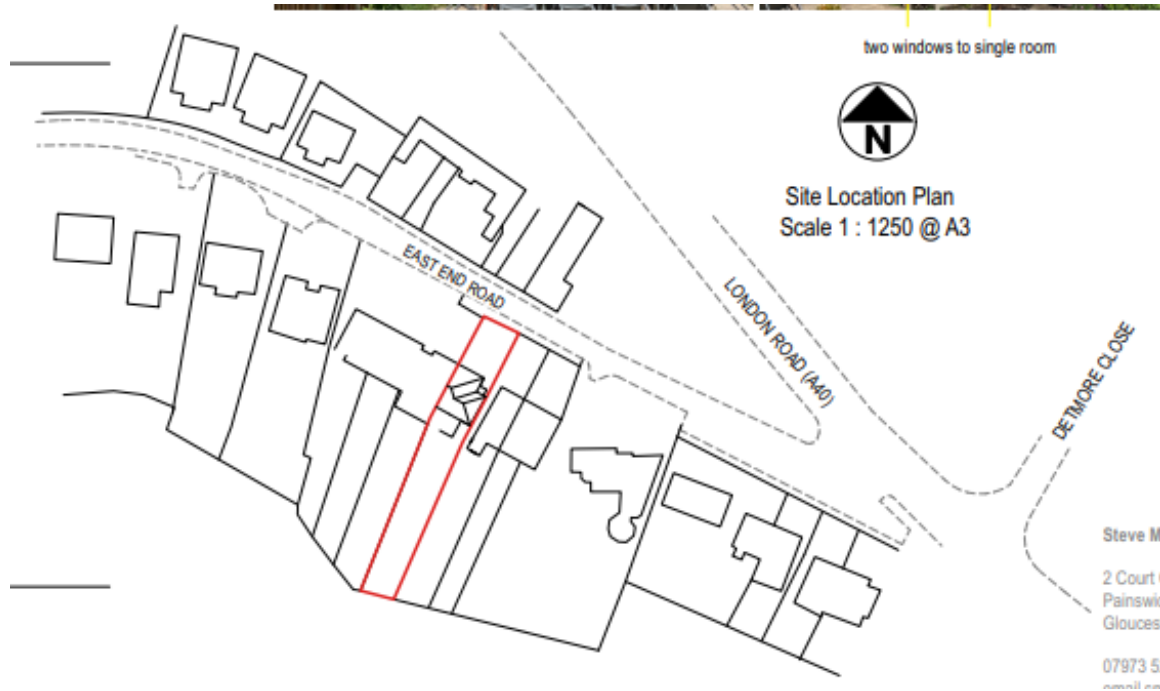 two windows to single room
N
Site Location Plan
Scale 1 : 1250 @ A3
EAST END ROAD
LONDON ROAD (A40)
DETMORE CLOSE
Steve M
2 Court
Painswic
Glouces
07973 5